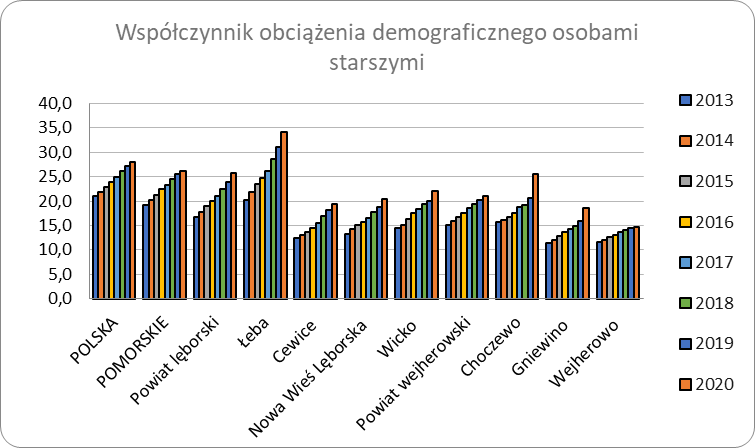 Współczynnik obciążenia demograficznego osobami
starszymi
40,0
35,0
30,0
25,0
20,0
15,0
10,0
5,0
0,0
POLSKA
POMORSKIE
Powiat lęborski
Łeba
Cewice
Nowa Wieś Lęborska
Wicko
Powiat wejherowski
Choczewo
Gniewino
Wejherowo
2013
2014
2015
2016
2017
2018
2019
2020